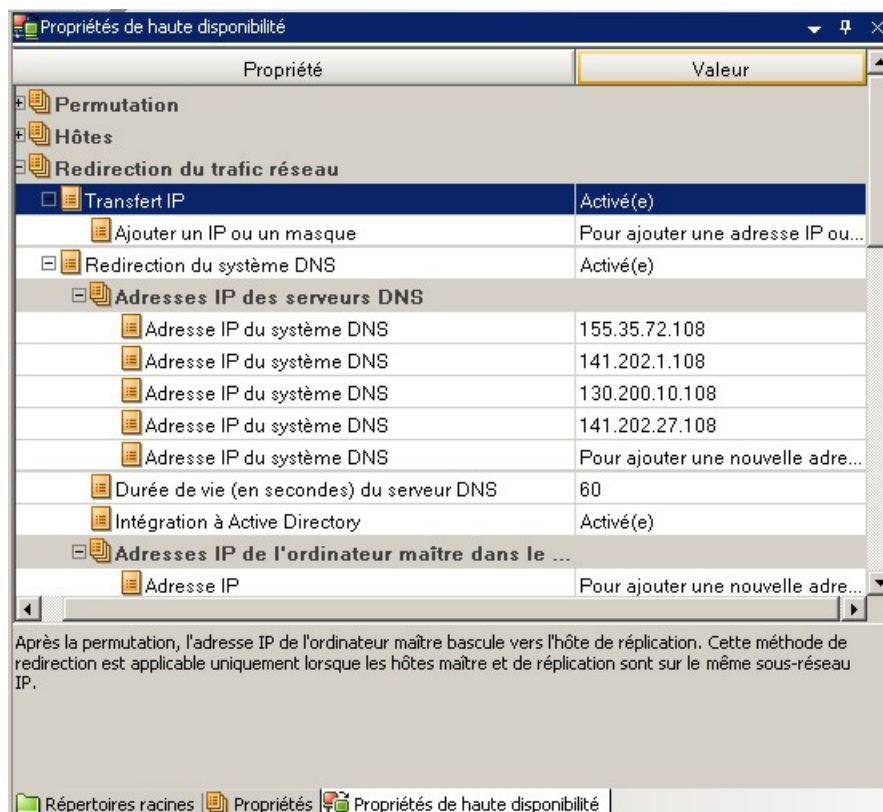 Propriétés de haute disponibilité
Propriété Valeur
Permutation
Hôtes
Redirection du trafic réseau
Transfert IP Activé(e)
Ajouter un IP ou un masque Pour ajouter une adresse IP ou...
Redirection du système DNS Activé(e)
Adresses IP des serveurs DNS
Adresse IP du système DNS 155.35.72.108
Adresse IP du système DNS 141.202.1.108
Adresse IP du système DNS 130.200.10.108
Adresse IP du système DNS 141.202.27.108
Adresse IP du système DNS Pour ajouter une nouvelle adre...
Durée de vie (en secondes) du serveur DNS 60
Intégration à Active Directory Activé(e)
Adresses IP de l'ordinateur maître dans le ...
Adresse IP Pour ajouter une nouvelle adre...
Après la permutation, l'adresse IP de l'ordinateur maître bascule vers l'hôte de réplication. Cette méthode de
redirection est applicable uniquement lorsque les hôtes maître et de réplication sont sur le même sous-réseau
IP.
Répertoires racines Propriétés Propriétés de haute disponibilité